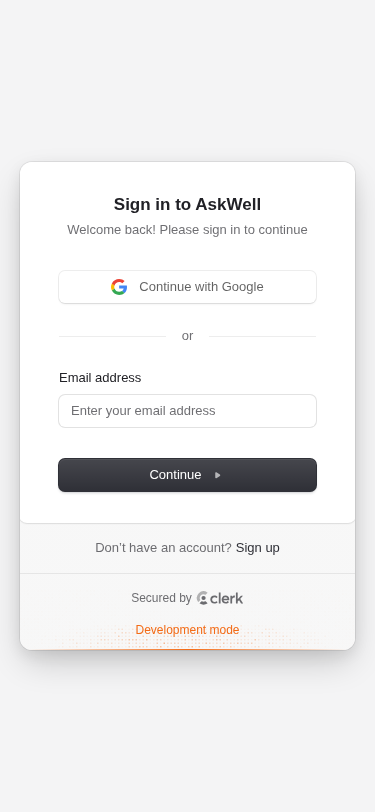 Sign in to AskWell
Welcome back! Please sign in to continue
Continue with Google
or
Email address
Enter your email address
Continue
Don’t have an account? Sign up
Secured by clerk
Development mode